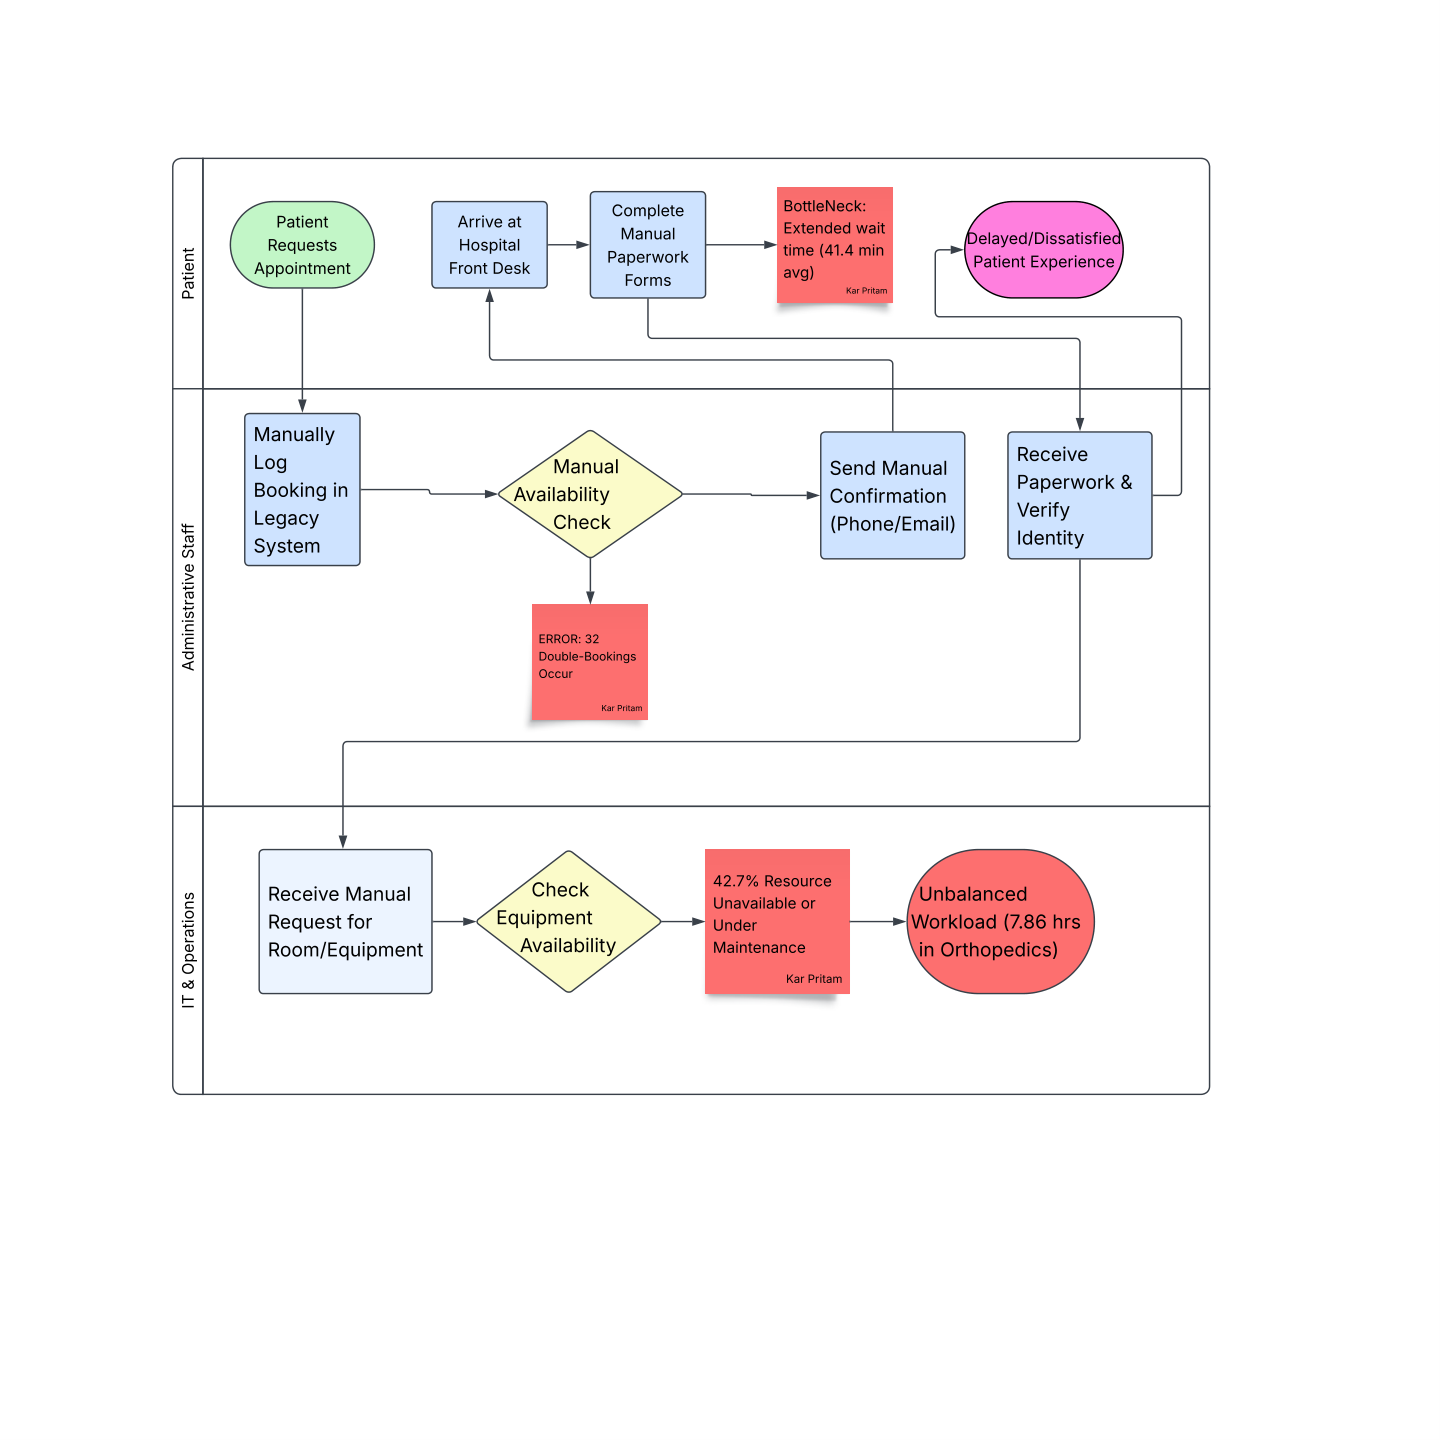 Patient
Patient
Requests
Appointment
Arrive at
Hospital
Front Desk
Complete
Manual
Paperwork
Forms
BottleNeck:
Extended wait
time (41.4 min
avg)
Kar Pritam
Delayed/Dissatisfied
Patient Experience
Administrative Staff
Manually
Log
Booking in
Legacy
System
Manual
Availability
Check
Send Manual
Confirmation
(Phone/Email)
Receive
Paperwork &
Verify
Identity
ERROR: 32
Double-Bookings
Occur
Kar Pritam
IT & Operations
Receive Manual
Request for
Room/Equipment
Check
Equipment
Availability
42.7% Resource
Unavailable or
Under
Maintenance
Kar Pritam
Unbalanced
Workload (7.86 hrs
in Orthopedics)